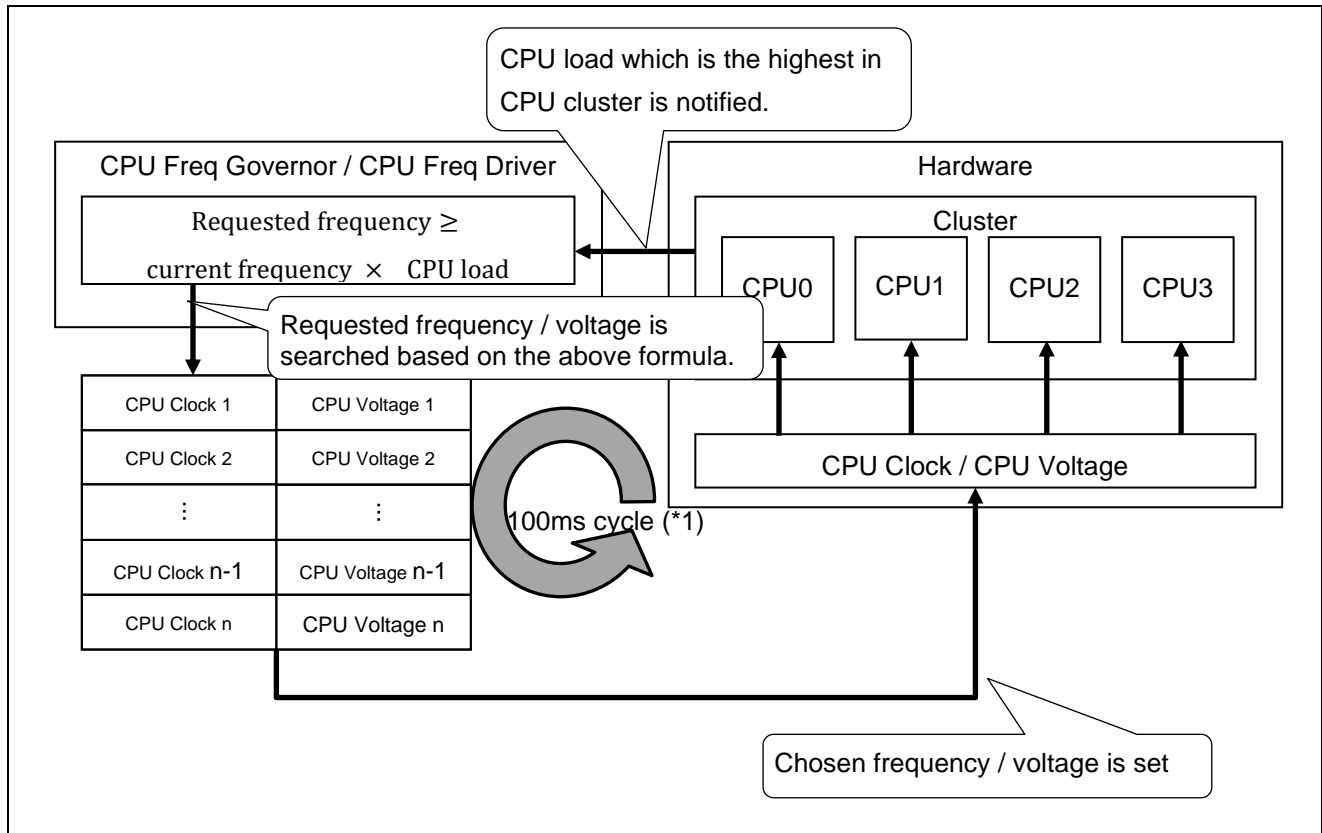 CPU load which is the highest in
CPU cluster is notified.
CPU Freq Governor / CPU Freq Driver
Requested frequency ≥
current frequency × CPU load
Requested frequency / voltage is
searched based on the above formula.
Hardware
Cluster
CPU0
CPU1
CPU2
CPU3
CPU Clock / CPU Voltage
CPU Clock 1
CPU Voltage 1
CPU Clock 2
CPU Voltage 2
⋮
⋮
CPU Clock n-1
CPU Voltage n-1
CPU Clock n
CPU Voltage n
100ms cycle (*1)
Chosen frequency / voltage is set